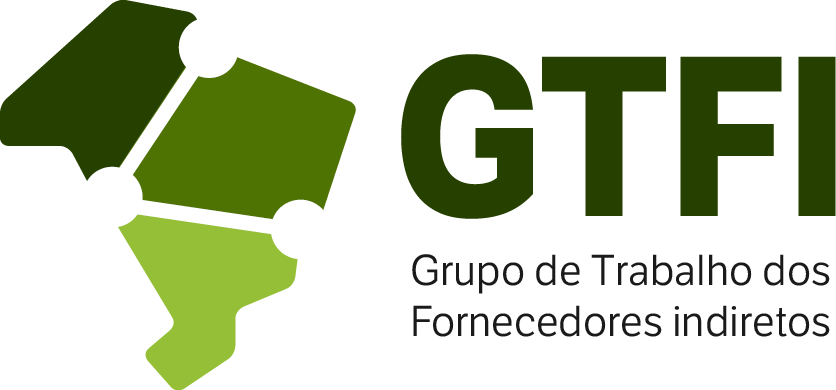 GTFI
Grupo de Trabalho dos
Fornecedores indiretos